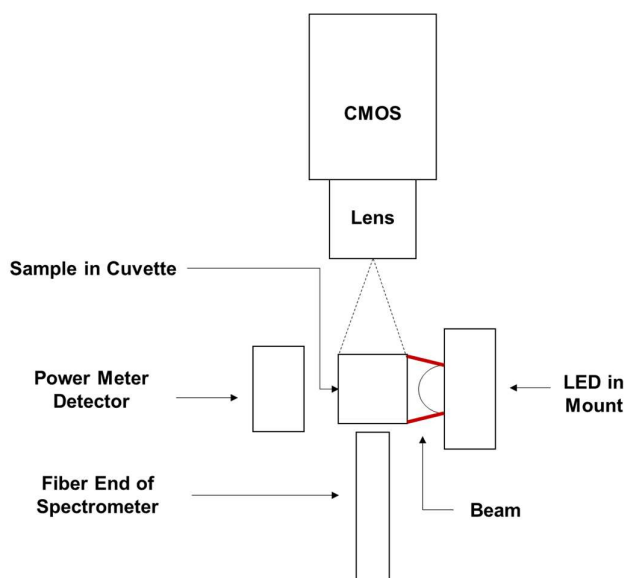 CMOS
Lens
Sample in Cuvette
Power Meter
Detector
LED in
Mount
Fiber End of
Spectrometer
Beam